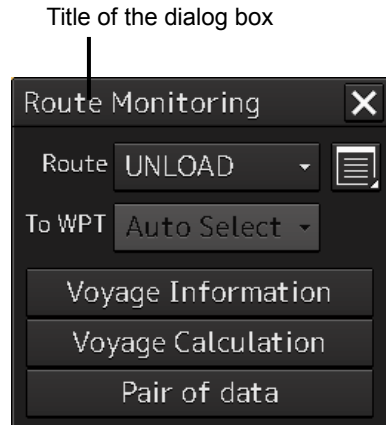 Title of the dialog box
Route Monitoring
Route UNLOAD
To WPT Auto Select
Voyage Information
Voyage Calculation
Pair of data